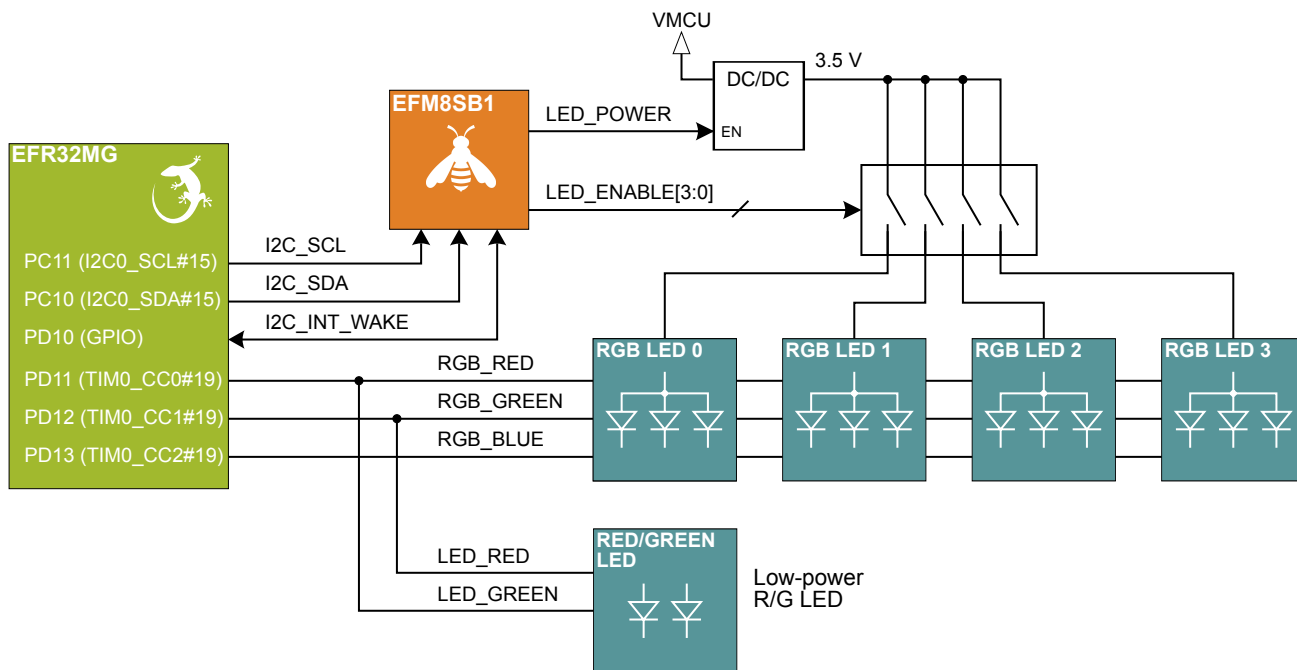 VMCU
DC/DC
3.5 V
EN
EFM8SB1
LED_POWER
LED_ENABLE[3:0]
EFR32MG
PC11 (I2C0_SCL#15)
I2C_SCL
PC10 (I2C0_SDA#15)
I2C_SDA
PD10 (GPIO)
I2C_INT_WAKE
PD11 (TIM0_CC0#19)
RGB_RED
PD12 (TIM0_CC1#19)
RGB_GREEN
PD13 (TIM0_CC2#19)
RGB_BLUE
RGB LED 0
RGB LED 1
RGB LED 2
RGB LED 3
RED/GREEN
LED
LED_RED
LED_GREEN
Low-power
R/G LED